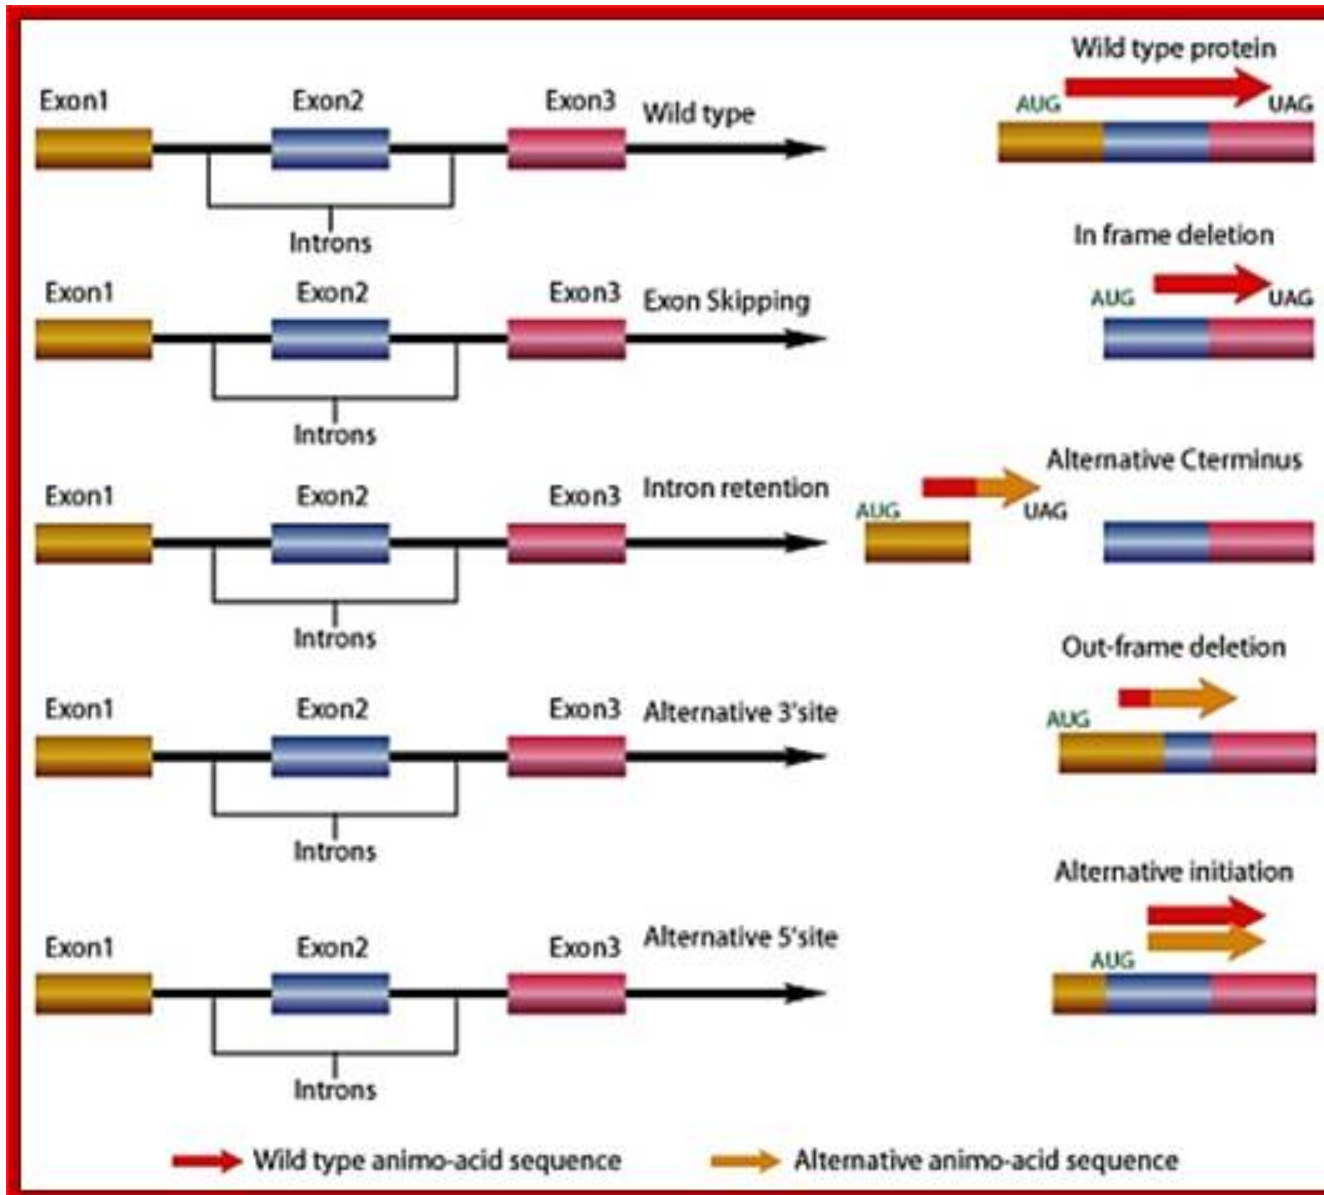 Wild type protein
Exon1 Exon2 Exon3 Wild type AUG UAG
Introns
In frame deletion
Exon1 Exon2 Exon3 Exon Skipping AUG UAG
Introns
Alternative Cterminus
Exon1 Exon2 Exon3 Intron retention AUG UAG
Introns
Out-frame deletion
Exon1 Exon2 Exon3 Alternative 3'site AUG
Introns
Alternative initiation
Exon1 Exon2 Exon3 Alternative 5'site AUG
Introns
Wild type animo-acid sequence Alternative animo-acid sequence